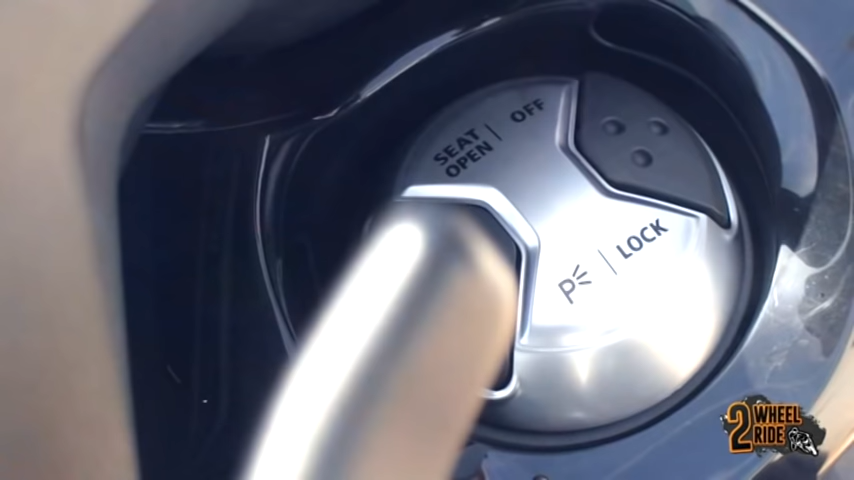 SEAT OPEN | OFF
P | LOCK
2 WHEEL RIDE